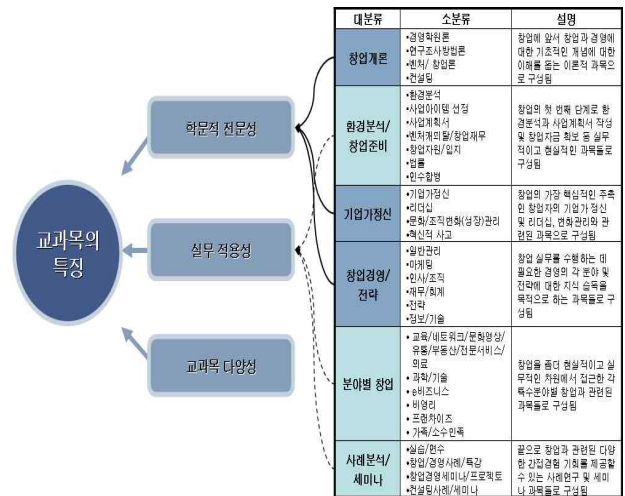 교과목의
특징
학문적 전문성
실무 적용성
교과목 다양성
대분류
소분류
설명
창업개론
•경영학원론
•연구조사방법론
•벤처/ 창업론
•컨설팅
창업에 앞서 창업과 경영에
대한 기초적인 개념에 대한
이해를 돕는 이론적 과목으
로 구성됨
환경분석/
창업준비
•환경분석
•사업아이템 선정
•사업계획서
•벤처캐피탈/창업재무
•창업자원/입지
•법률
•인수합병
창업의 첫 번째 단계로 환
경분석과 사업계획서 작성
및 창업자금 확보 등 실무
적이고 현실적인 과목들로
구성됨
기업가정신
•기업가정신
•리더십
•문화/조직변화(성장)관리
•혁신적 사고
창업의 가장 핵심적인 주축
인 창업자의 기업가 정신
및 리더십, 변화관리와 관
련된 과목으로 구성됨
창업경영/
전략
•일반관리
•마케팅
•인사/조직
•재무/회계
•전략
•정보/기술
창업 실무를 수행하는 데
필요한 경영의 각 분야 및
전략에 대한 지식 습득을
목적으로 하는 과목들로 구
성됨
분야별 창업
• 교육/네트워크/문화영상/
유통/부동산/전문서비스/
의료
• 과학/기술
• e비즈니스
• 비영리
• 프랜차이즈
• 가족/소수민족
창업을 좀더 현실적이고 실
무적인 차원에서 접근한 각
특수분야별 창업과 관련된
과목들로 구성됨
사례분석/
세미나
•실습/연수
•창업/경영사례/특강
•창업경영세미나/프로젝트
•컨설팅사례/세미나
끝으로 창업과 관련된 다양
한 간접경험 기회를 제공할
수 있는 사례연구 및 세미
나 과목들로 구성됨